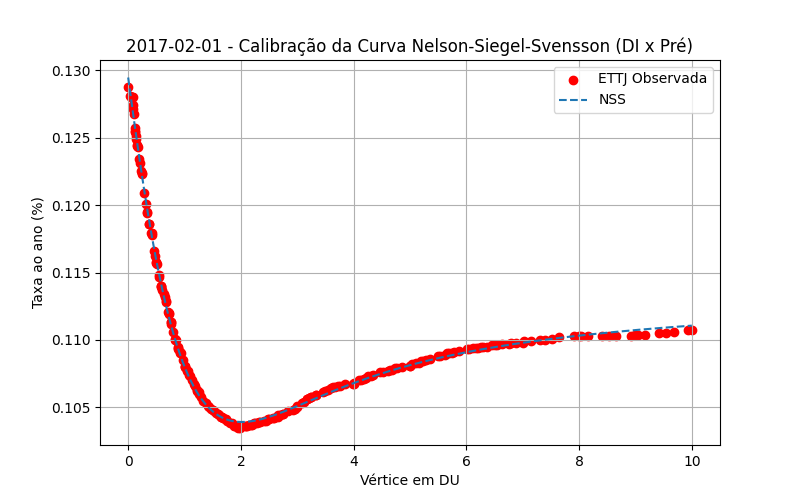 2017-02-01 - Calibração da Curva Nelson-Siegel-Svensson (DI x Pré)
ETTJ Observada
NSS
Taxa ao ano (%)
0.130
0.125
0.120
0.115
0.110
0.105
0 2 4 6 8 10
Vértice em DU